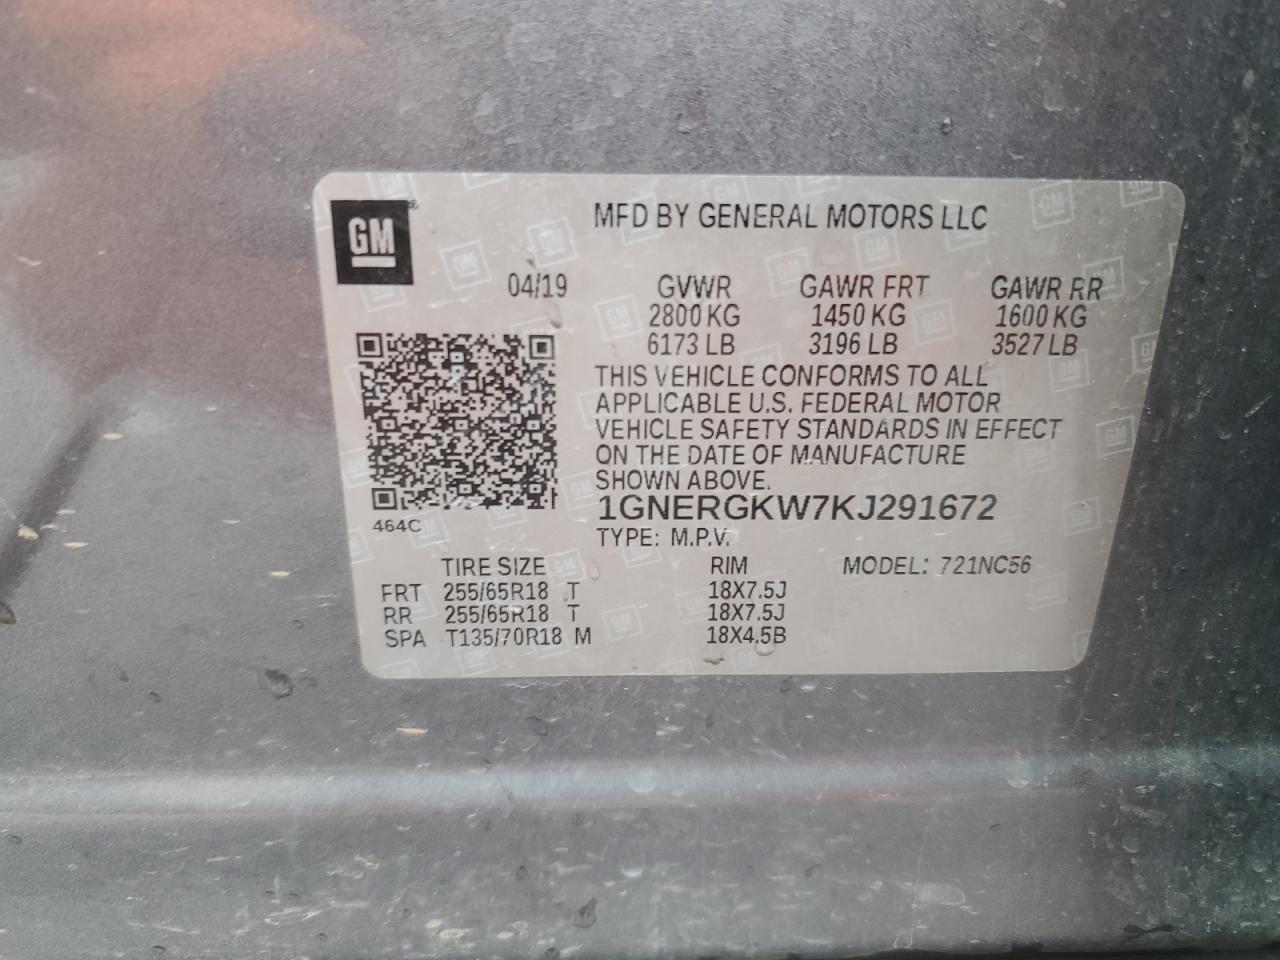 GM®
MFD BY GENERAL MOTORS LLC
04/19 GVWR GAWR FRT GAWR RR
2800 KG 1450 KG 1600 KG
6173 LB 3196 LB 3527 LB
THIS VEHICLE CONFORMS TO ALL
APPLICABLE U.S. FEDERAL MOTOR
VEHICLE SAFETY STANDARDS IN EFFECT
ON THE DATE OF MANUFACTURE
SHOWN ABOVE.
1GNERGKW7KJ291672
464C
TYPE: M.P.V.
TIRE SIZE RIM MODEL: 721NC56
FRT 255/65R18 T 18X7.5J
RR 255/65R18 T 18X7.5J
SPA T135/70R18 M 18X4.5B